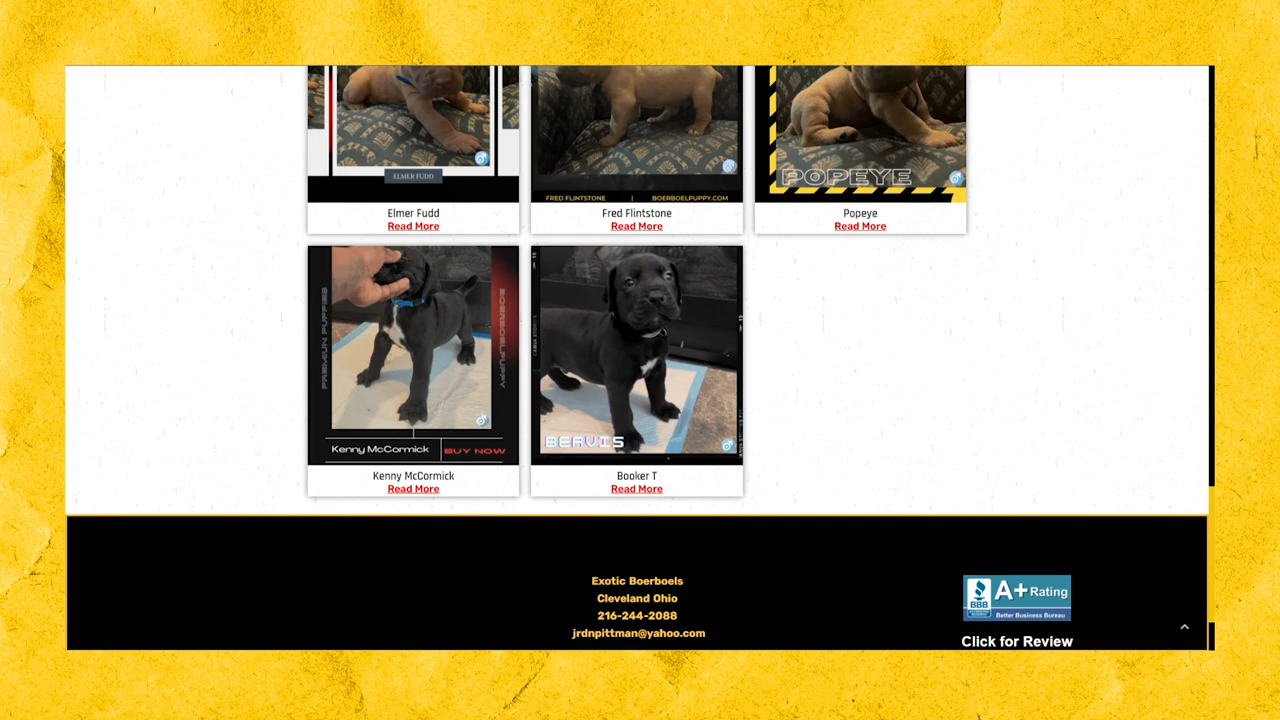 ELMER FUDD
FRED FLINTSTONE | BOERBOELPUPPY.COM
POPEYE
Elmer Fudd
Read More
Fred Flintstone
Read More
Popeye
Read More
PREMIUM PUPPIES
BOERBOELPUPPY
Kenny McCormick
BUY NOW
BEAVIS
Kenny McCormick
Read More
Booker T
Read More
Exotic Boerboels
Cleveland Ohio
216-244-2088
jrdnpittman@yahoo.com
BBB
A+ Rating
Better Business Bureau
Click for Review